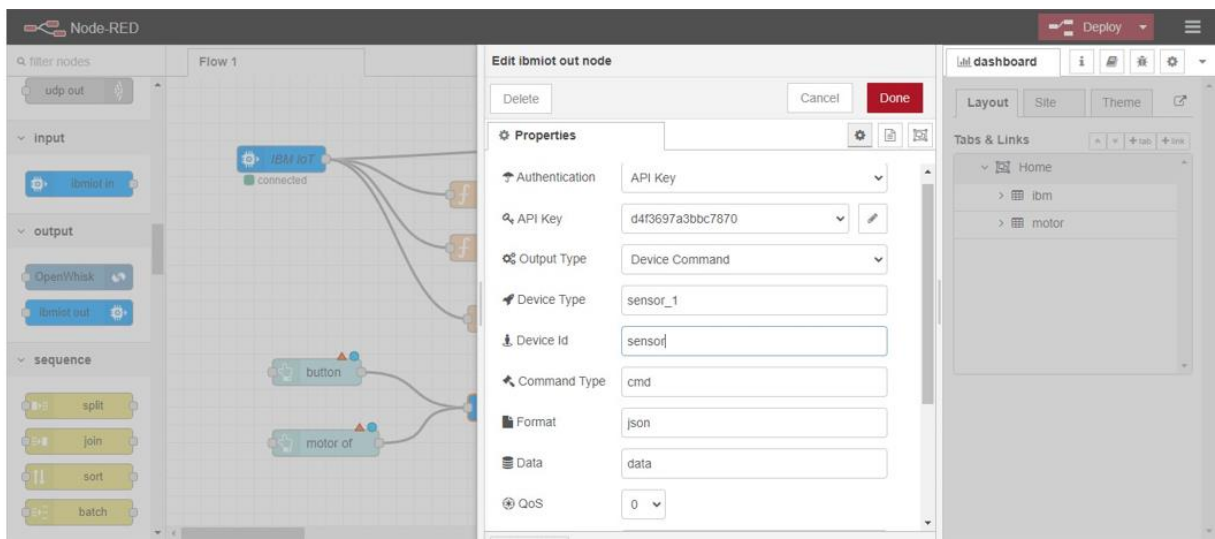 Node-RED
Deploy
filter nodes
Flow 1
udp out
input
ibmiot in
output
OpenWhisk
ibmiot out
sequence
split
join
sort
batch
IBM IoT
connected
f
f
button
motor of
Edit ibmiot out node
Delete
Cancel
Done
Properties
Authentication
API Key
API Key
d4f3697a3bbc7870
Output Type
Device Command
Device Type
sensor_1
Device Id
sensor
Command Type
cmd
Format
json
Data
data
QoS
0
dashboard
i
Layout
Site
Theme
Tabs & Links
+ tab
+ link
Home
ibm
motor